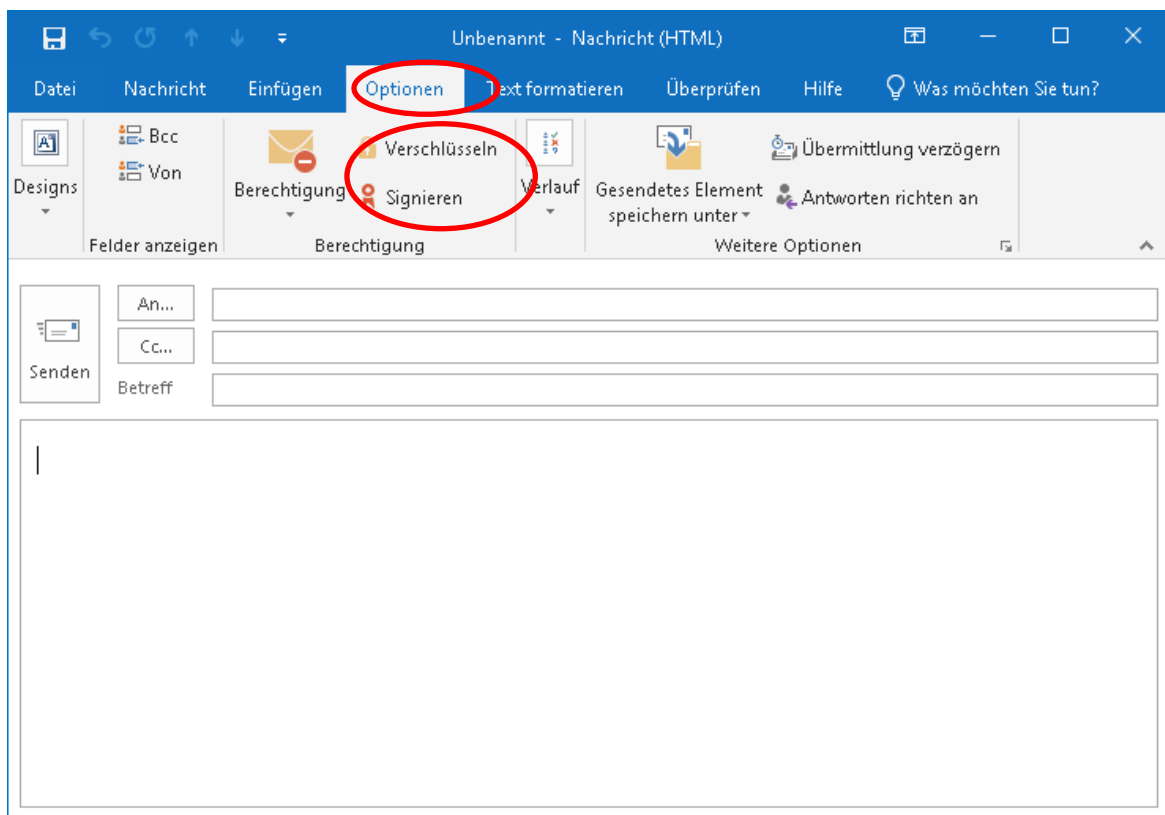 Unbenannt - Nachricht (HTML)
Datei Nachricht Einfügen Optionen Text formatieren Überprüfen Hilfe Was möchten Sie tun?
Designs
Bcc
Von
Felder anzeigen
Berechtigung
Verschlüsseln
Signieren
Berechtigung
Verlauf
Gesendetes Element
speichern unter
Übermittlung verzögern
Antworten richten an
Weitere Optionen
Senden
An...
Cc...
Betreff